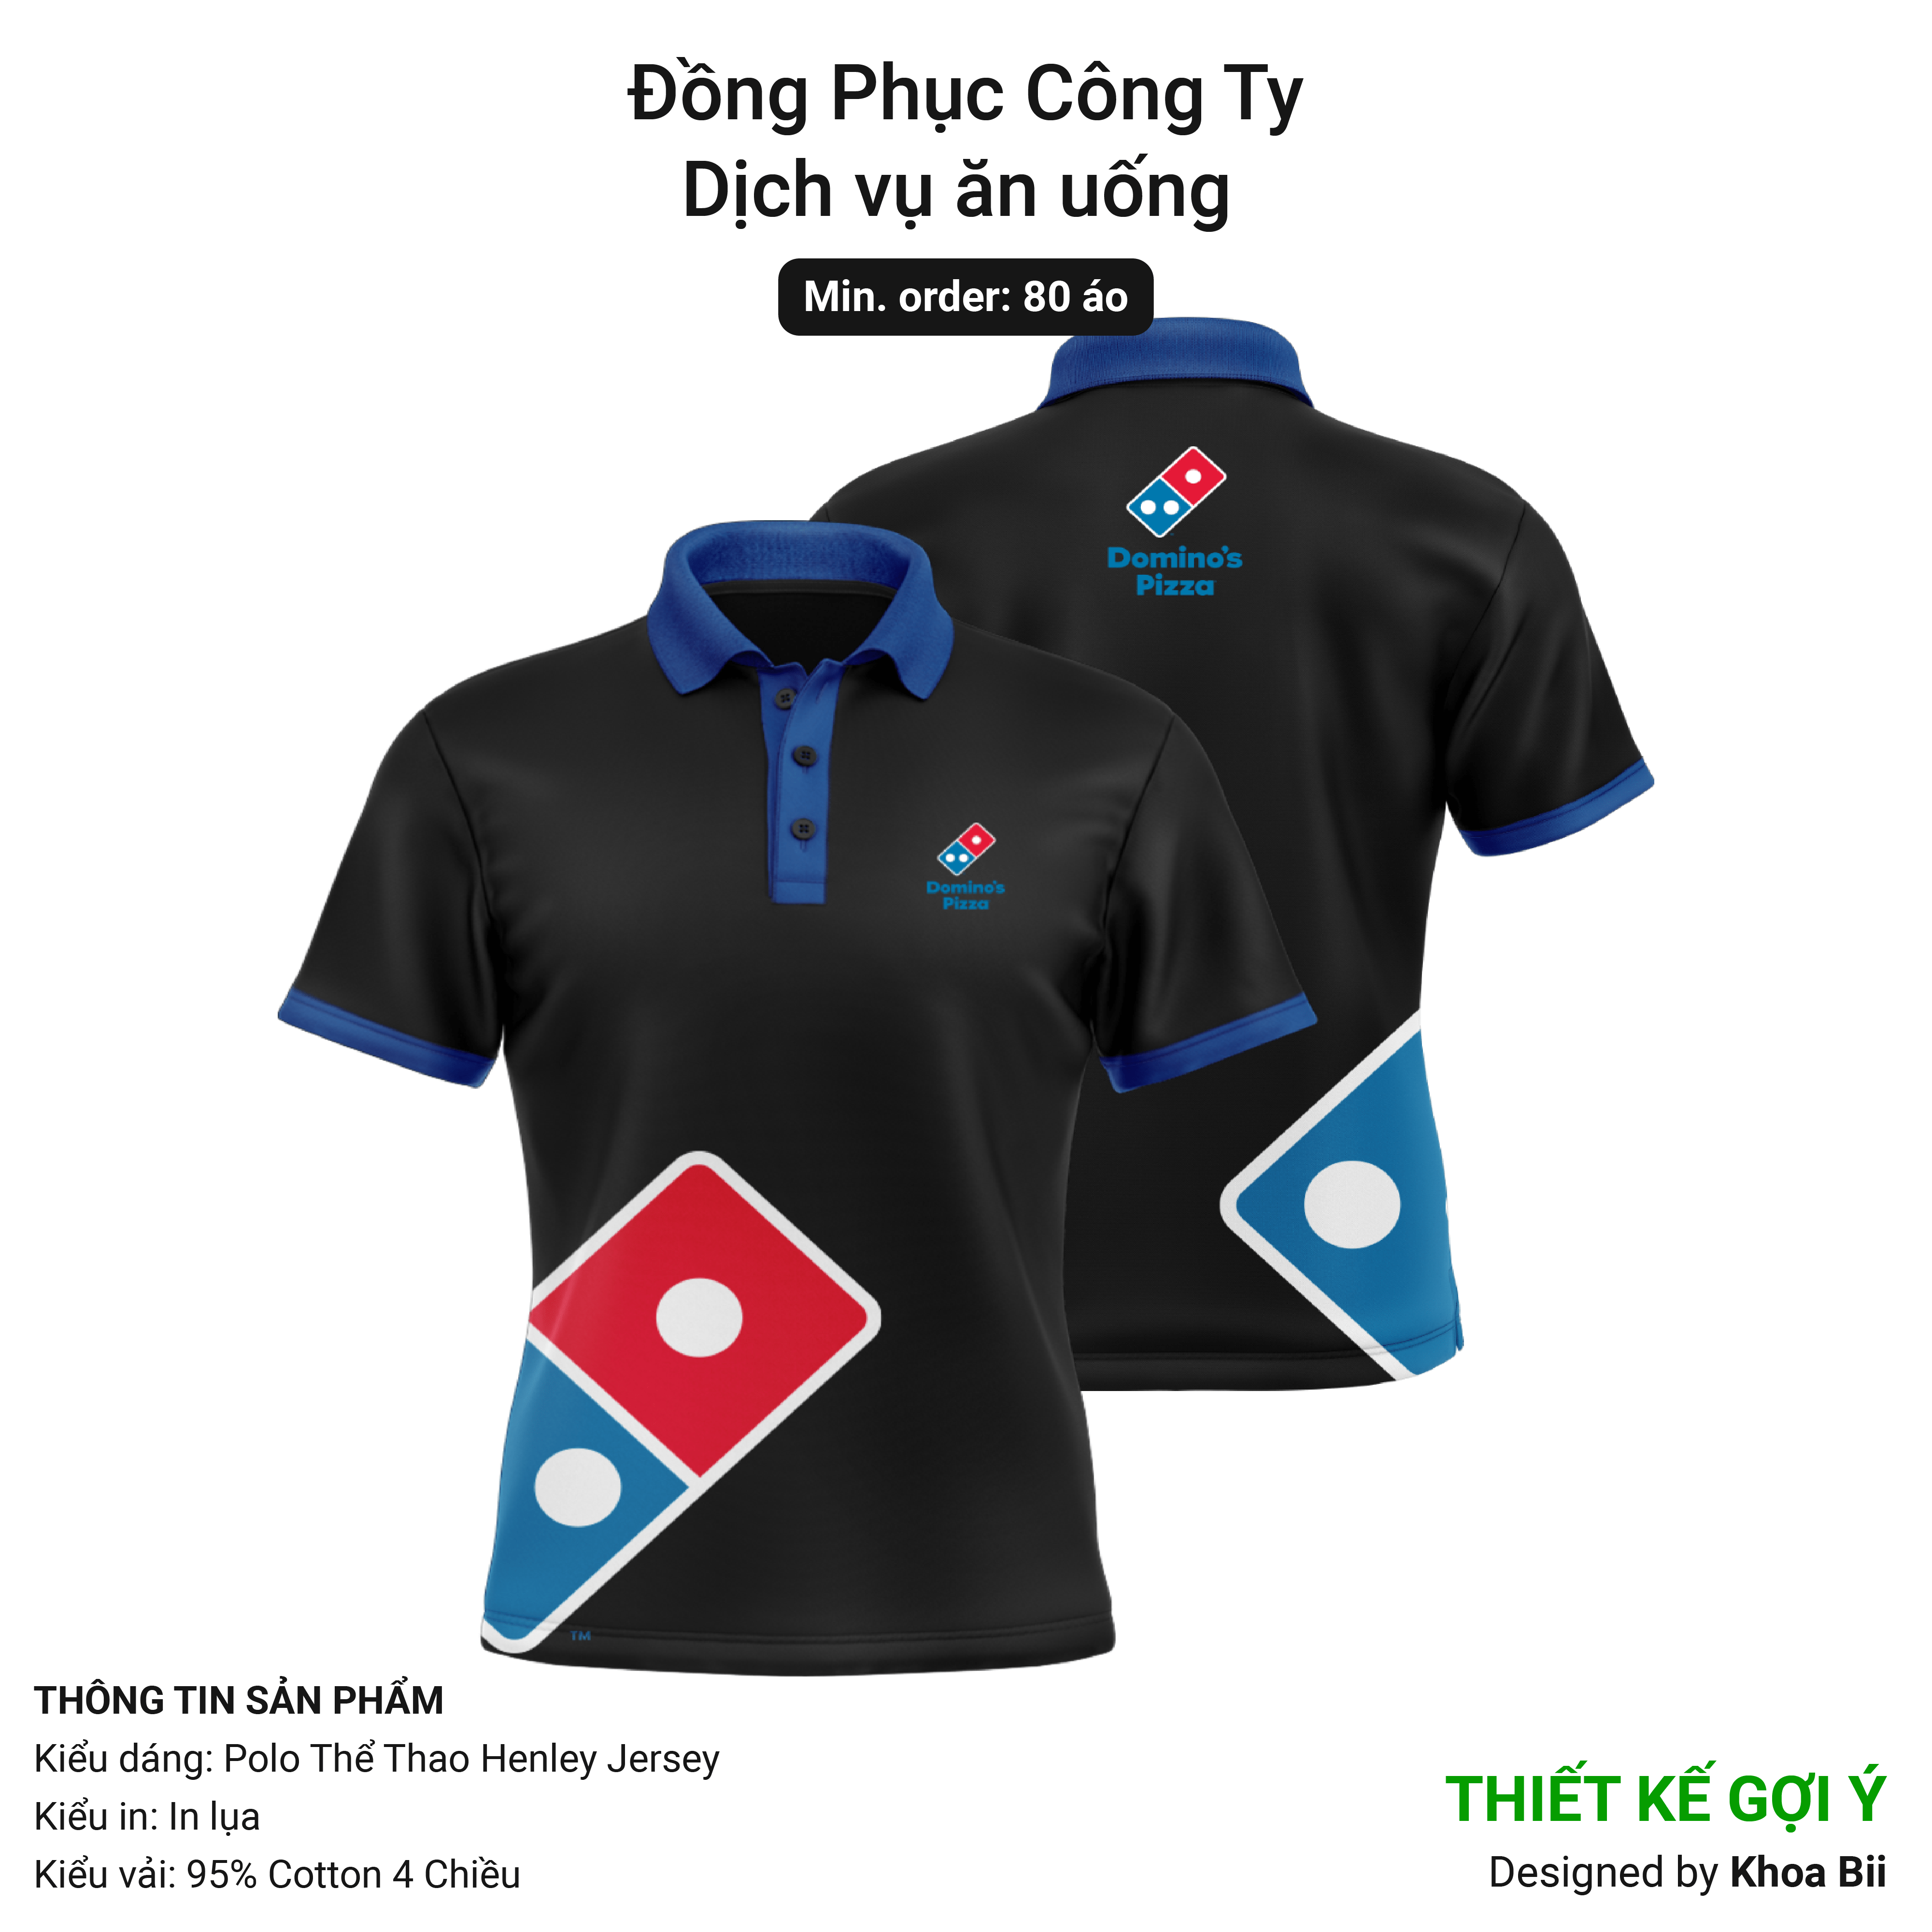 Đồng Phục Công Ty
Dịch vụ ăn uống
Min. order: 80 áo
Domino's
Pizza
Domino's
Pizza
TM
THÔNG TIN SẢN PHẨM
Kiểu dáng: Polo Thể Thao Henley Jersey
Kiểu in: In lụa
Kiểu vải: 95% Cotton 4 Chiều
THIẾT KẾ GỢI Ý
Designed by Khoa Bii